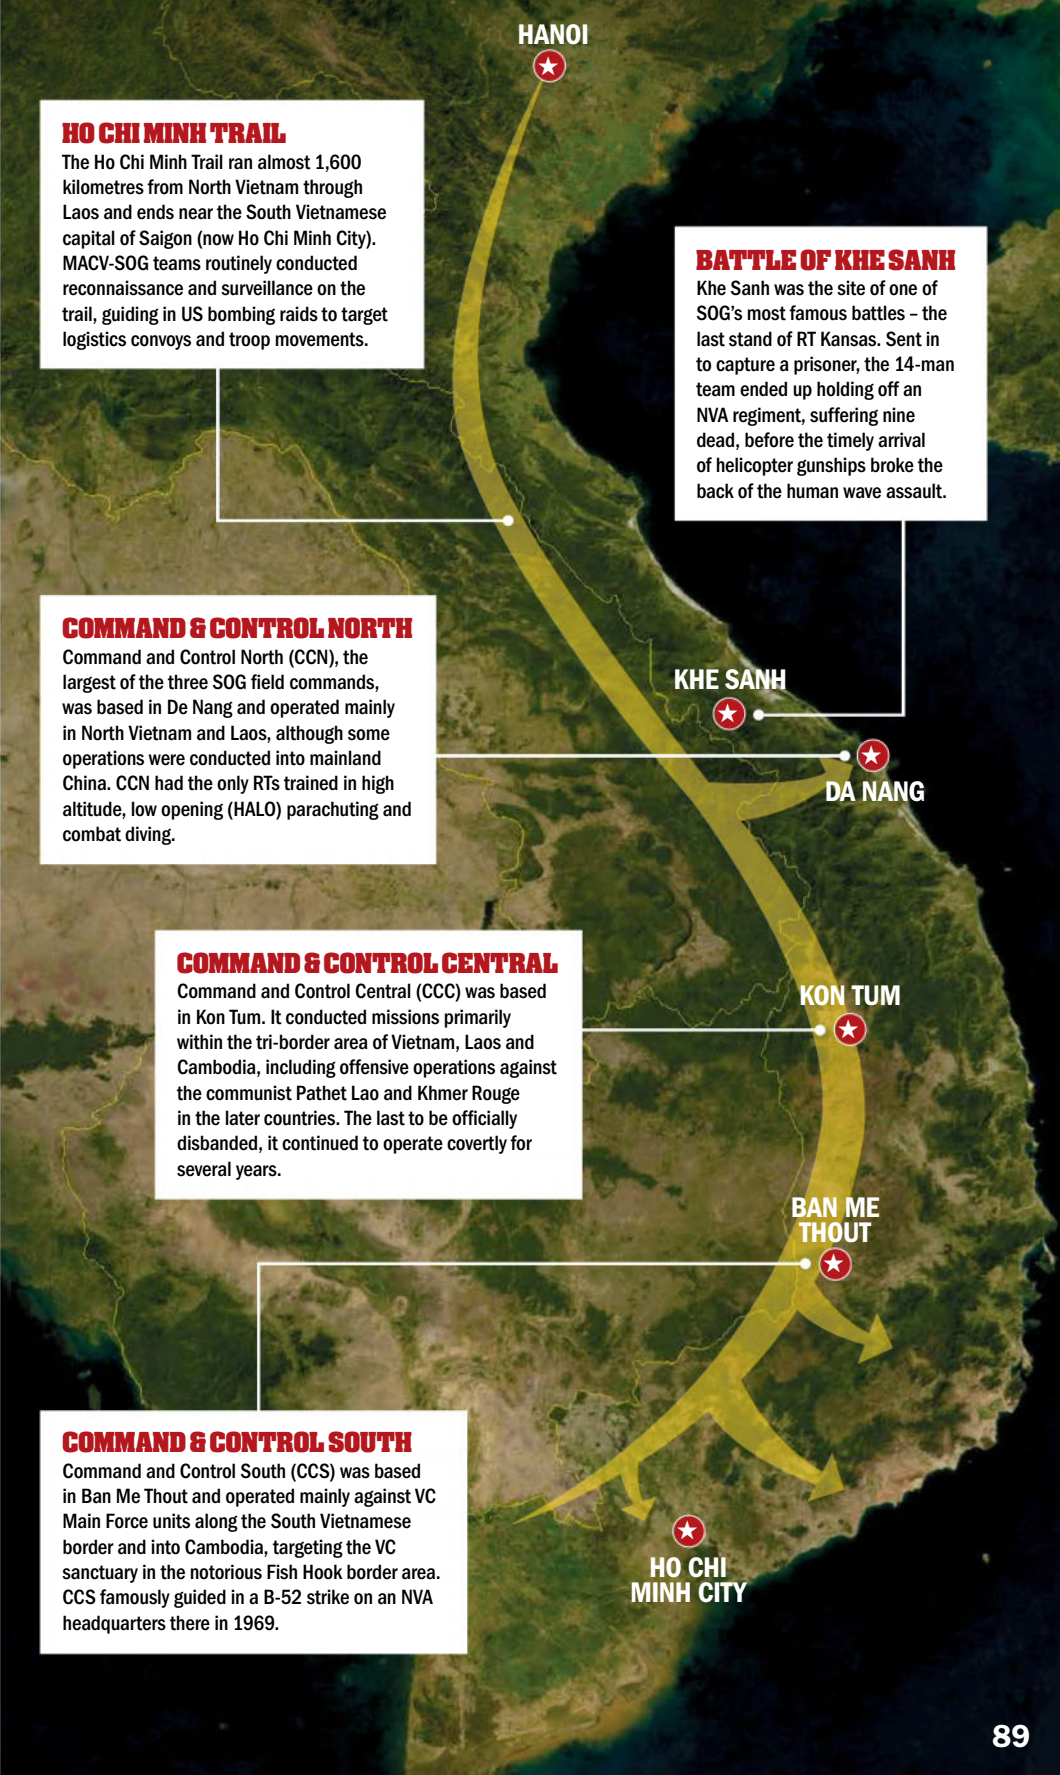 HANOI
HO CHI MINH TRAIL
The Ho Chi Minh Trail ran almost 1,600
kilometres from North Vietnam through
Laos and ends near the South Vietnamese
capital of Saigon (now Ho Chi Minh City).
MACV-SOG teams routinely conducted
reconnaissance and surveillance on the
trail, guiding in US bombing raids to target
logistics convoys and troop movements.
BATTLE OF KHE SANH
Khe Sanh was the site of one of
SOG's most famous battles – the
last stand of RT Kansas. Sent in
to capture a prisoner, the 14-man
team ended up holding off an
NVA regiment, suffering nine
dead, before the timely arrival
of helicopter gunships broke the
back of the human wave assault.
COMMAND & CONTROL NORTH
Command and Control North (CCN), the
largest of the three SOG field commands,
was based in De Nang and operated mainly
in North Vietnam and Laos, although some
operations were conducted into mainland
China. CCN had the only RTs trained in high
altitude, low opening (HALO) parachuting and
combat diving.
KHE SANH
DA NANG
COMMAND & CONTROL CENTRAL
Command and Control Central (CCC) was based
in Kon Tum. It conducted missions primarily
within the tri-border area of Vietnam, Laos and
Cambodia, including offensive operations against
the communist Pathet Lao and Khmer Rouge
in the later countries. The last to be officially
disbanded, it continued to operate covertly for
several years.
KON TUM
BAN ME
THOUT
COMMAND & CONTROL SOUTH
Command and Control South (CCS) was based
in Ban Me Thout and operated mainly against VC
Main Force units along the South Vietnamese
border and into Cambodia, targeting the VC
sanctuary in the notorious Fish Hook border area.
CCS famously guided in a B-52 strike on an NVA
headquarters there in 1969.
HO CHI
MINH CITY
89